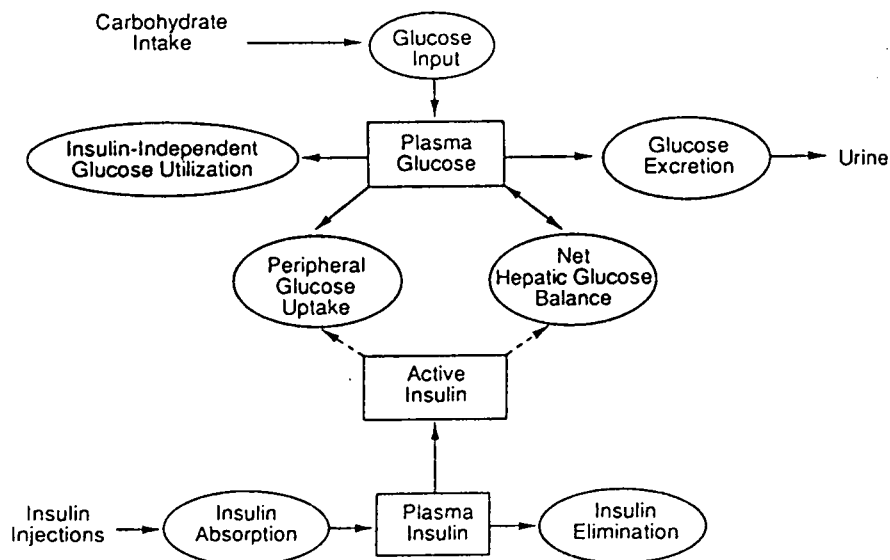 Carbohydrate
Intake
Glucose
Input
Insulin-Independent
Glucose Utilization
Plasma
Glucose
Glucose
Excretion
Urine
Peripheral
Glucose
Uptake
Net
Hepatic Glucose
Balance
Active
Insulin
Insulin
Injections
Insulin
Absorption
Plasma
Insulin
Insulin
Elimination